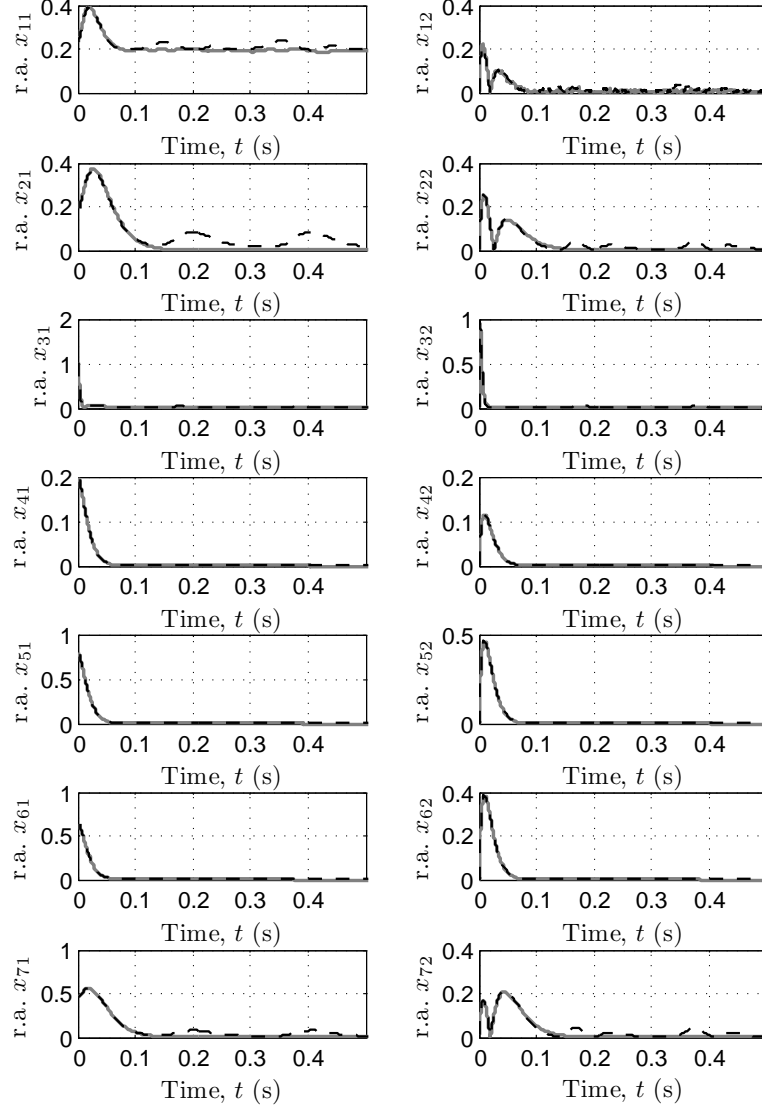 r.a. x11
0.4
0.2
0
0 0.1 0.2 0.3 0.4
Time, t (s)
r.a. x12
0.4
0.2
0
0 0.1 0.2 0.3 0.4
Time, t (s)
r.a. x21
0.4
0.2
0
0 0.1 0.2 0.3 0.4
Time, t (s)
r.a. x22
0.4
0.2
0
0 0.1 0.2 0.3 0.4
Time, t (s)
r.a. x31
2
1
0
0 0.1 0.2 0.3 0.4
Time, t (s)
r.a. x32
1
0.5
0
0 0.1 0.2 0.3 0.4
Time, t (s)
r.a. x41
0.2
0.1
0
0 0.1 0.2 0.3 0.4
Time, t (s)
r.a. x42
0.2
0.1
0
0 0.1 0.2 0.3 0.4
Time, t (s)
r.a. x51
1
0.5
0
0 0.1 0.2 0.3 0.4
Time, t (s)
r.a. x52
0.5
0
0 0.1 0.2 0.3 0.4
Time, t (s)
r.a. x61
1
0.5
0
0 0.1 0.2 0.3 0.4
Time, t (s)
r.a. x62
0.4
0.2
0
0 0.1 0.2 0.3 0.4
Time, t (s)
r.a. x71
1
0.5
0
0 0.1 0.2 0.3 0.4
Time, t (s)
r.a. x72
0.4
0.2
0
0 0.1 0.2 0.3 0.4
Time, t (s)